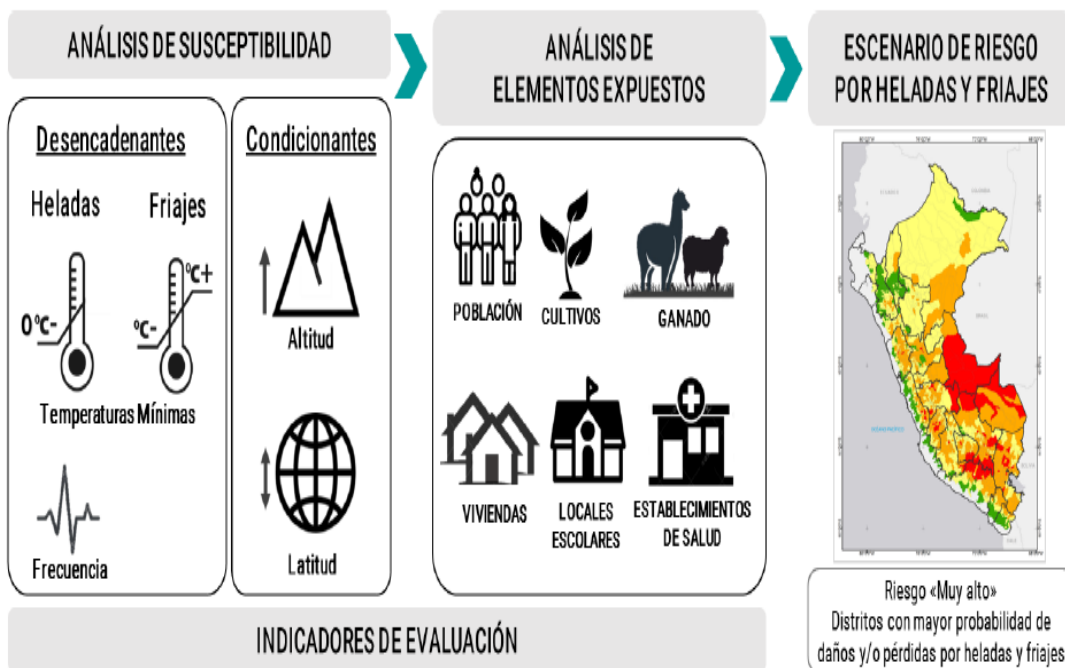 ANÁLISIS DE SUSCEPTIBILIDAD
Desencadenantes
Heladas
Friajes
0 ºC-
ºC+
ºC-
Temperaturas Mínimas
Frecuencia
Condicionantes
Altitud
Latitud
ANÁLISIS DE
ELEMENTOS EXPUESTOS
POBLACIÓN
CULTIVOS
GANADO
VIVIENDAS
LOCALES
ESCOLARES
ESTABLECIMIENTOS
DE SALUD
INDICADORES DE EVALUACIÓN
ESCENARIO DE RIESGO
POR HELADAS Y FRIAJES
Riesgo «Muy alto»
Distritos con mayor probabilidad de
daños y/o pérdidas por heladas y friajes